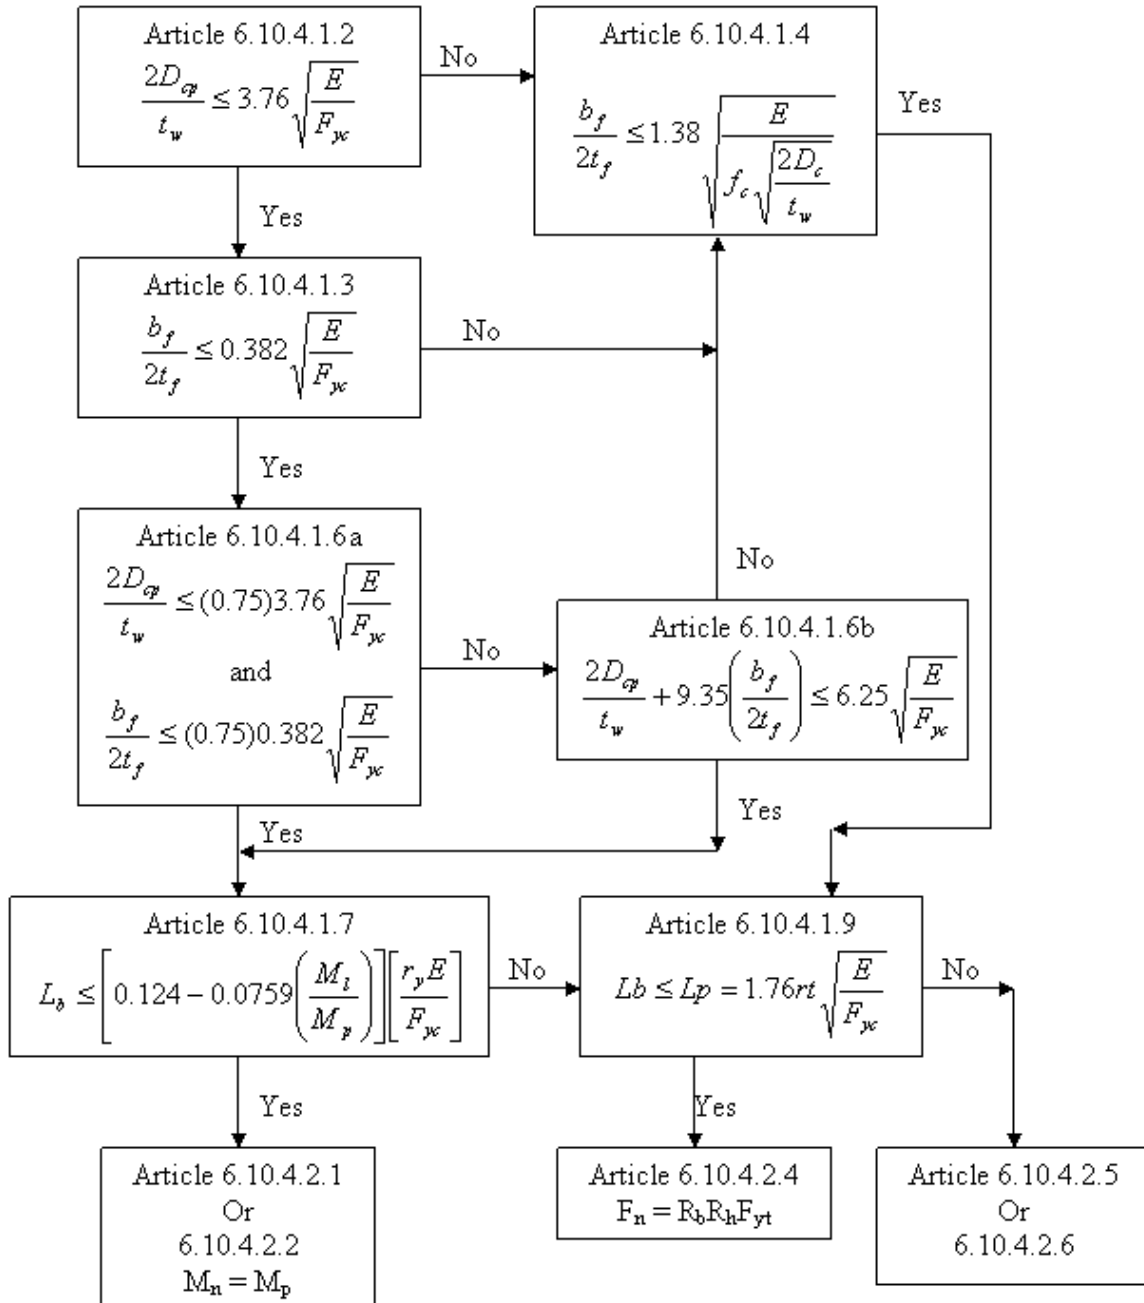 Article 6.10.4.1.2
2D_cp/t_w ≤ 3.76√(E/F_yc)
No
Article 6.10.4.1.4
b_f/2t_f ≤ 1.38√(E/(f_c√(2D_c/t_w)))
Yes
Yes
Article 6.10.4.1.3
b_f/2t_f ≤ 0.382√(E/F_yc)
No
Yes
Article 6.10.4.1.6a
2D_cp/t_w ≤ (0.75)3.76√(E/F_yc)
and
b_f/2t_f ≤ (0.75)0.382√(E/F_yc)
No
No
Article 6.10.4.1.6b
2D_cp/t_w + 9.35(b_f/2t_f) ≤ 6.25√(E/F_yc)
Yes
Yes
Article 6.10.4.1.7
L_b ≤ [0.124 − 0.0759(M_l/M_p)][r_y E/F_yc]
No
Article 6.10.4.1.9
Lb ≤ Lp = 1.76rt√(E/F_yc)
No
Yes
Yes
Article 6.10.4.2.1
Or
6.10.4.2.2
M_n = M_p
Article 6.10.4.2.4
F_n = R_bR_hF_yt
Article 6.10.4.2.5
Or
6.10.4.2.6